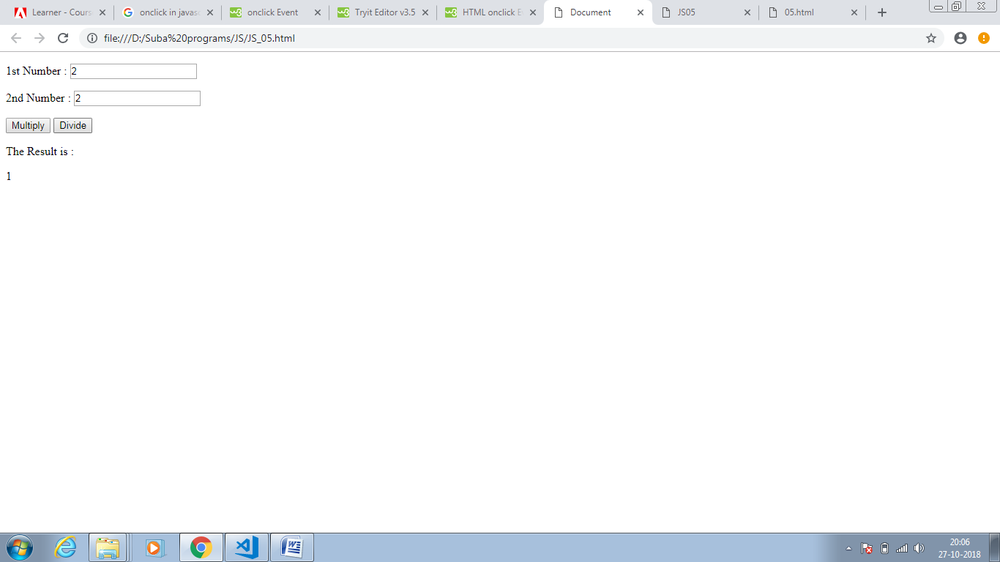 Learner - Cours
onclick in javasc
onclick Event
Tryit Editor v3.5
HTML onclick E
Document
JS05
05.html
file:///D:/Suba%20programs/JS/JS_05.html
1st Number : 2
2nd Number : 2
Multiply Divide
The Result is :
1
20:06
27-10-2018